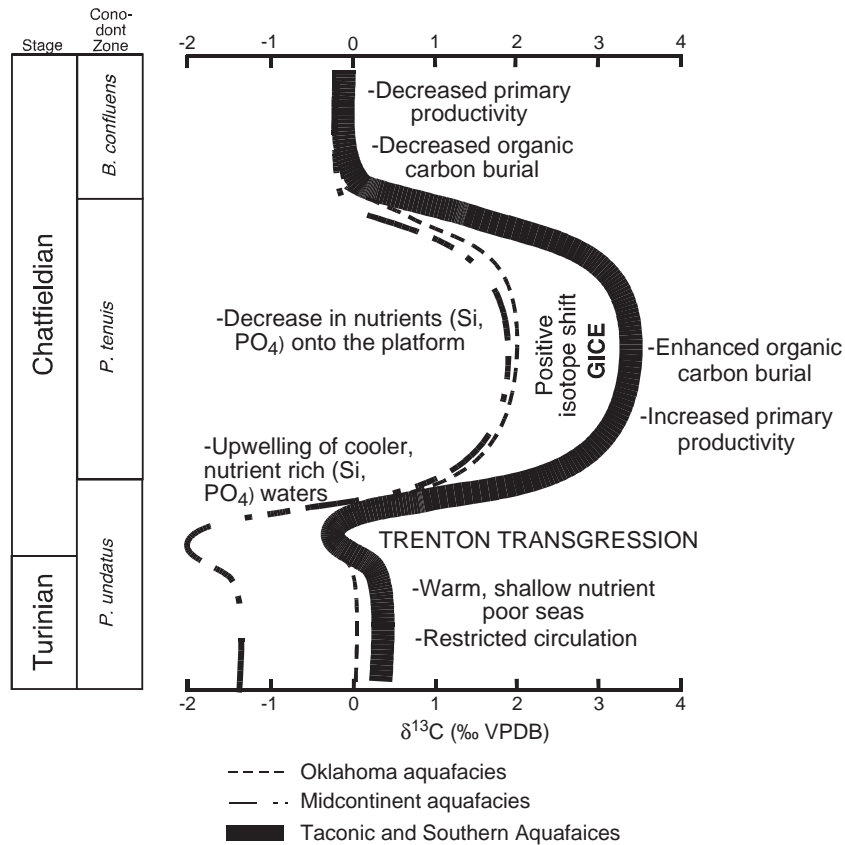 Cono-
dont
Zone
Stage
-2 0 1 2 3 4
B. confluens
P. tenuis
P. undatus
Chatfieldian
Turinian
-Decreased primary
productivity
-Decreased organic
carbon burial
-Decrease in nutrients (Si,
PO4) onto the platform
Positive
isotope shift
GICE
-Enhanced organic
carbon burial
-Increased primary
productivity
-Upwelling of cooler,
nutrient rich (Si,
PO4) waters
TRENTON TRANSGRESSION
-Warm, shallow nutrient
poor seas
-Restricted circulation
-2 -1 0 1 2 3 4
δ13C (‰ VPDB)
Oklahoma aquafacies
Midcontinent aquafacies
Taconic and Southern Aquafaices